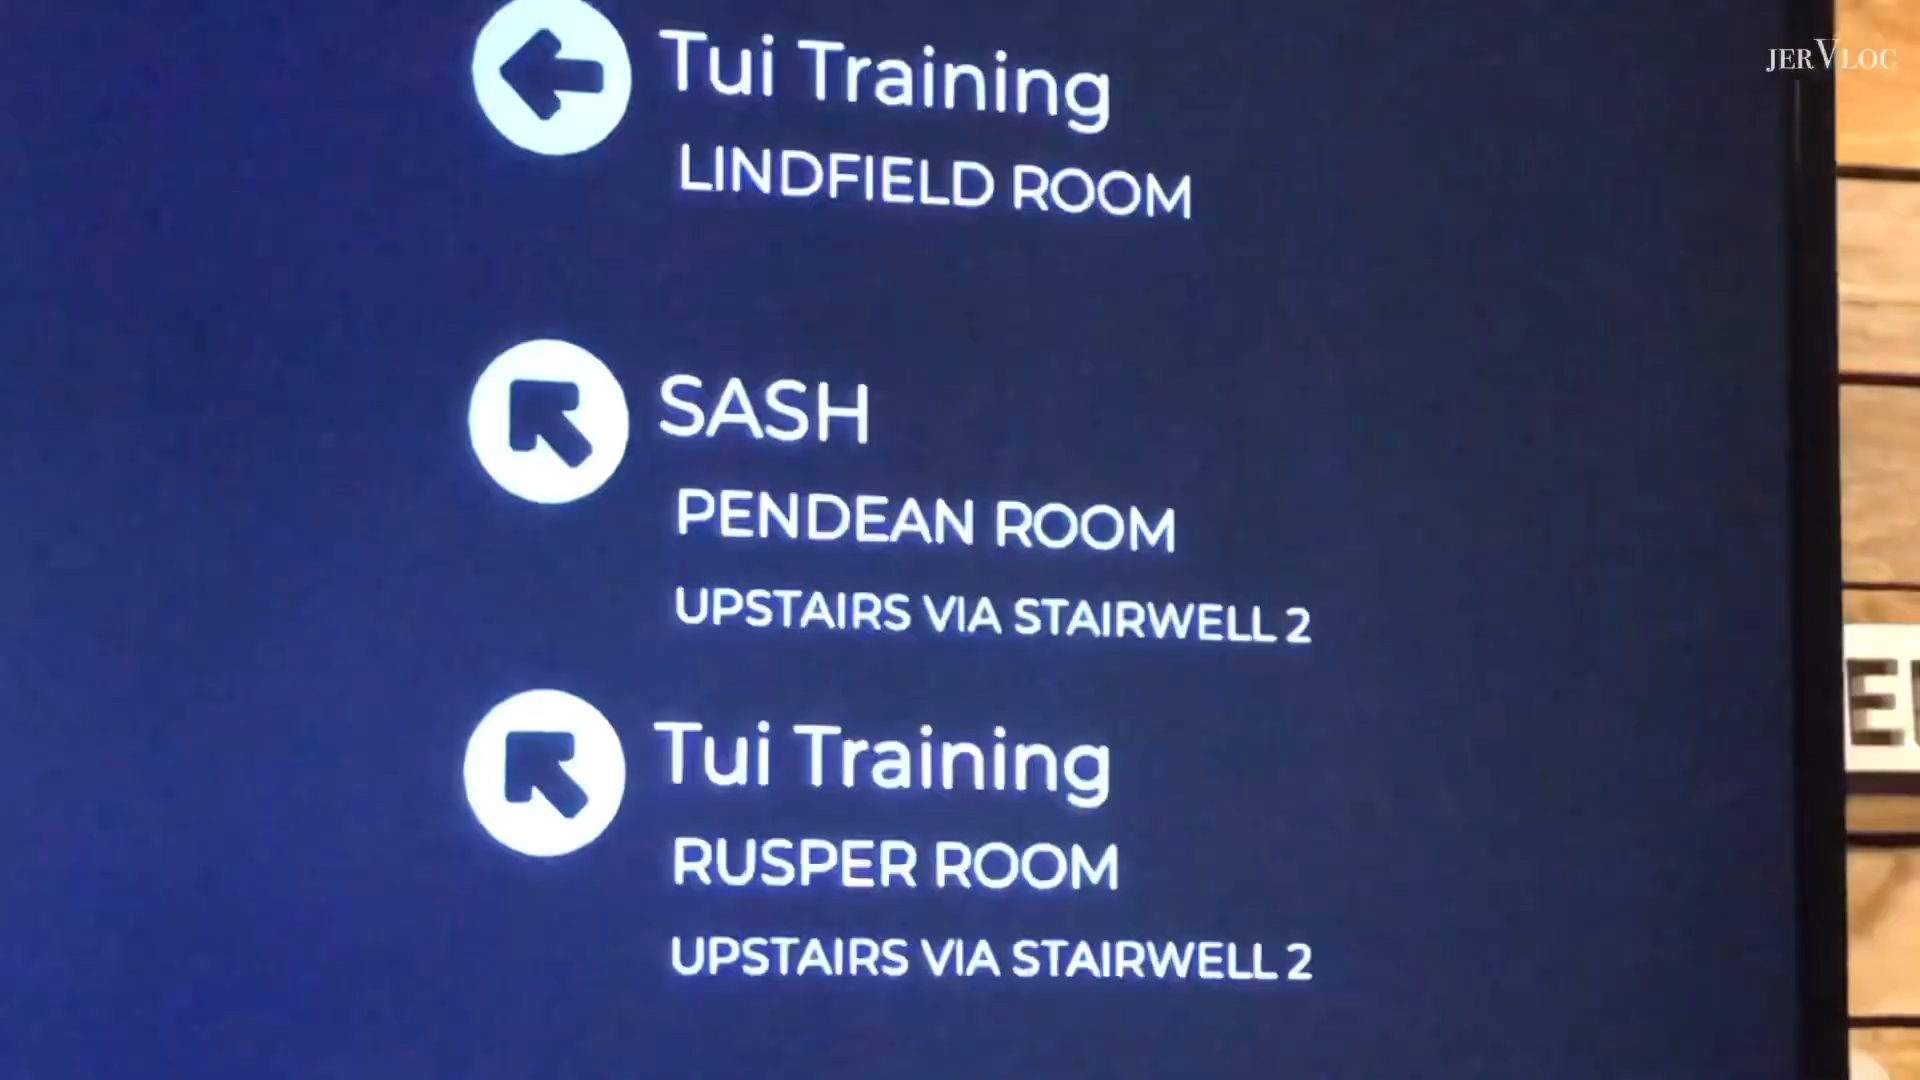 Tui Training
LINDFIELD ROOM
SASH
PENDEAN ROOM
UPSTAIRS VIA STAIRWELL 2
Tui Training
RUSPER ROOM
UPSTAIRS VIA STAIRWELL 2
JERVLOG